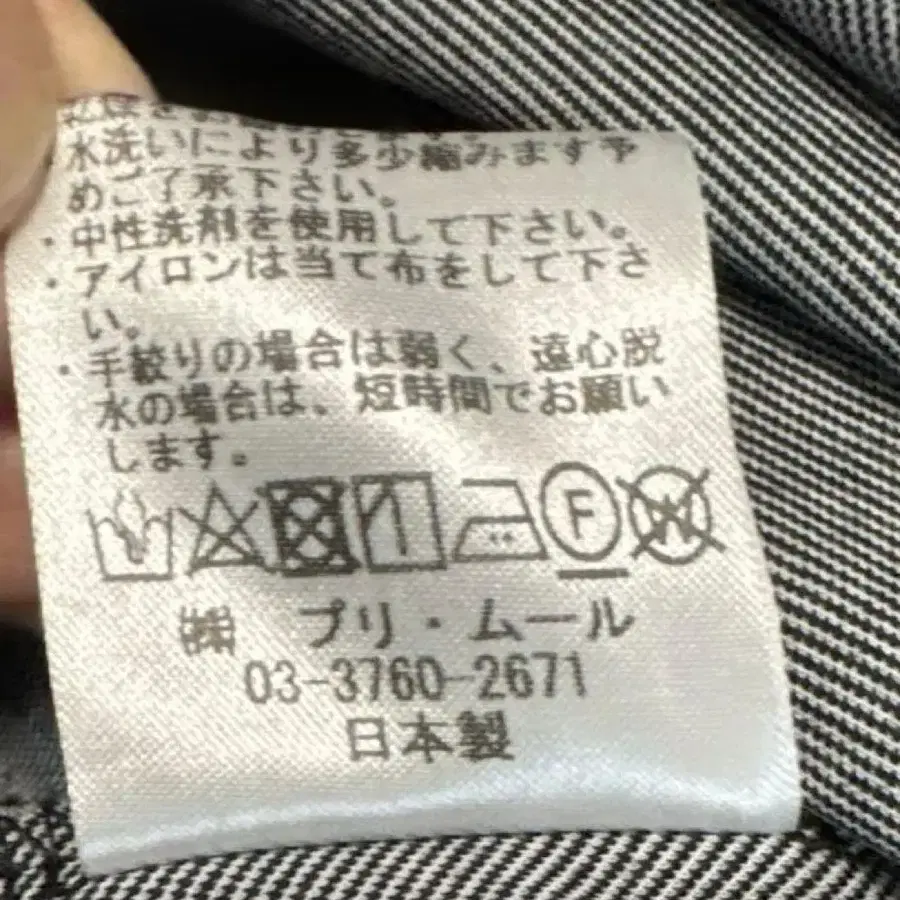 水洗いにより多少縮みます予
めご了承下さい。
・中性洗剤を使用して下さい。
・アイロンは当て布をして下さ
い。
・手絞りの場合は弱く、遠心脱
水の場合は、短時間でお願い
します。
F W
㈱ プリ・ムール
03-3760-2671
日本製